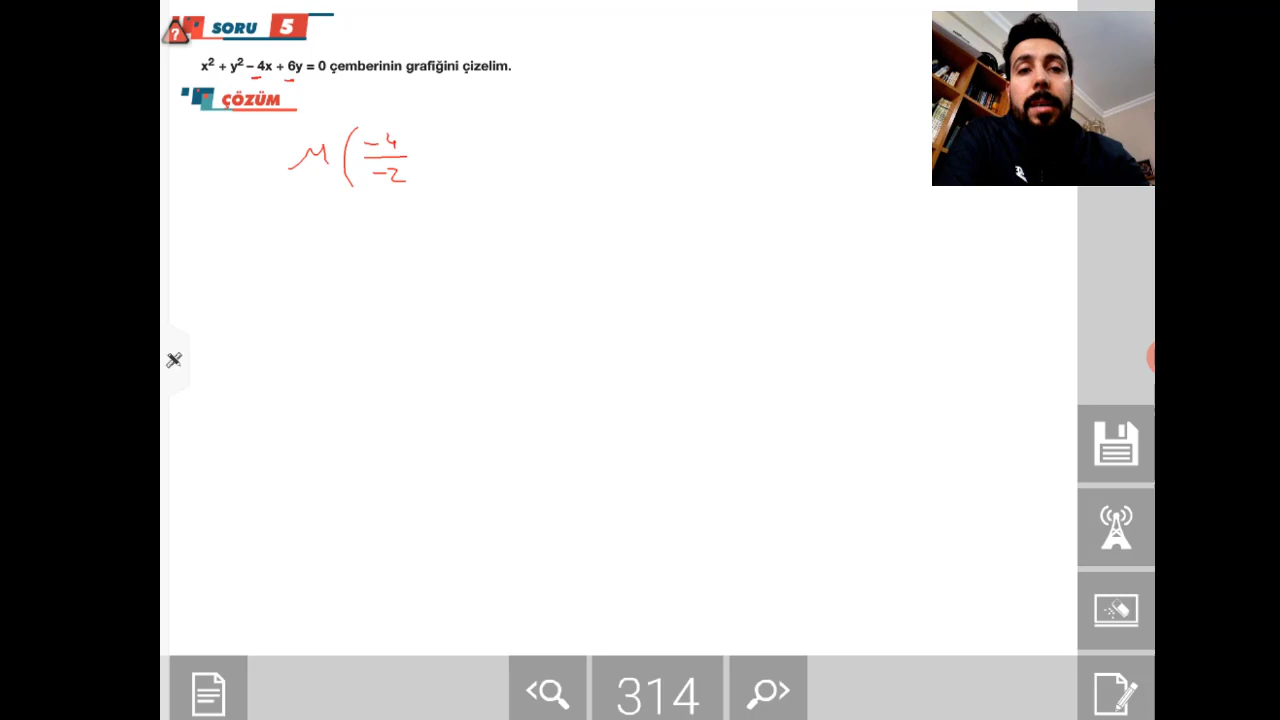 ? SORU 5
x² + y² – 4x + 6y = 0 çemberinin grafiğini çizelim.
ÇÖZÜM
M ( -4
-2
314